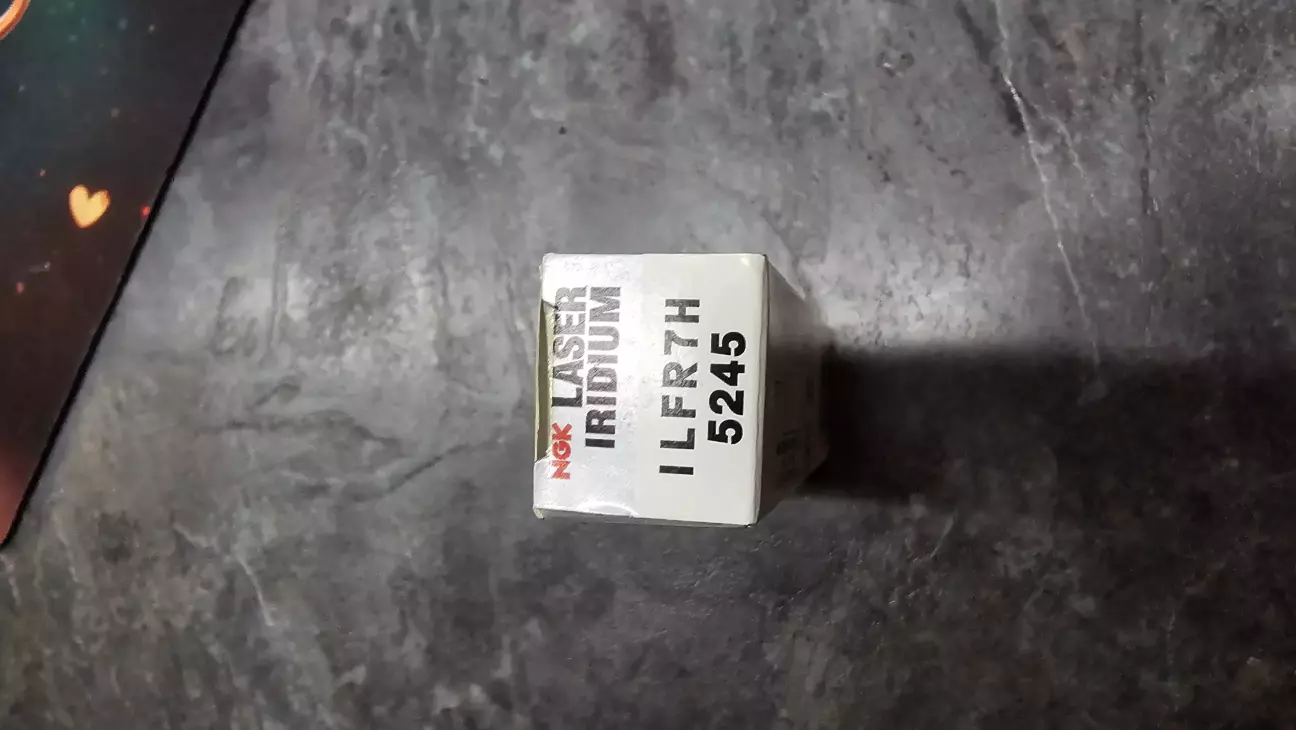 NGK LASER
IRIDIUM
ILFR7H
5245